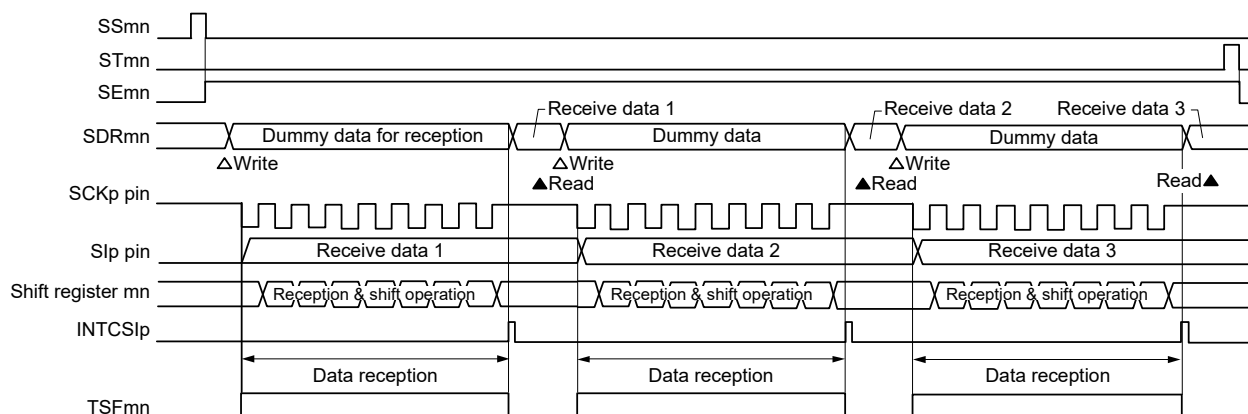 SSmn
STmn
SEmn
Receive data 1 Receive data 2 Receive data 3
SDRmn Dummy data for reception Dummy data Dummy data
△Write △Write △Write
▲Read ▲Read Read▲
SCKp pin
SIp pin Receive data 1 Receive data 2 Receive data 3
Shift register mn Reception & shift operation Reception & shift operation Reception & shift operation
INTCSIp
Data reception Data reception Data reception
TSFmn